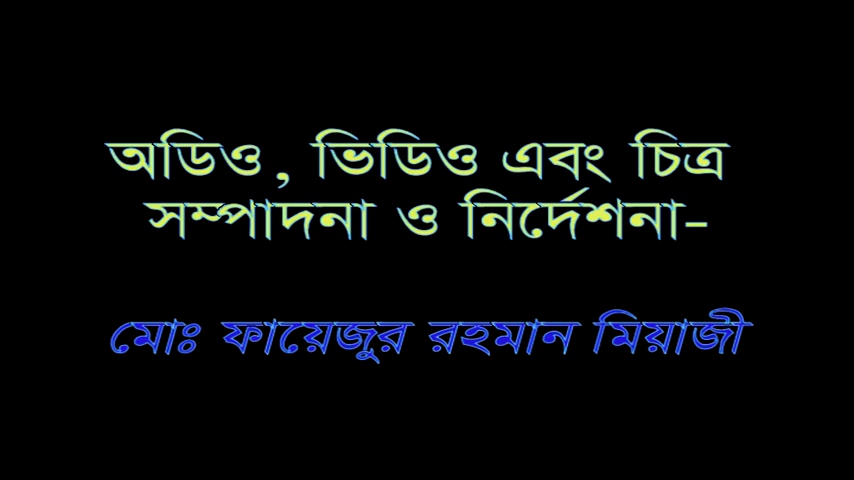 অডিও, ভিডিও এবং চিত্র
সম্পাদনা ও নির্দেশনা-
মোঃ ফায়েজুর রহমান মিয়াজী